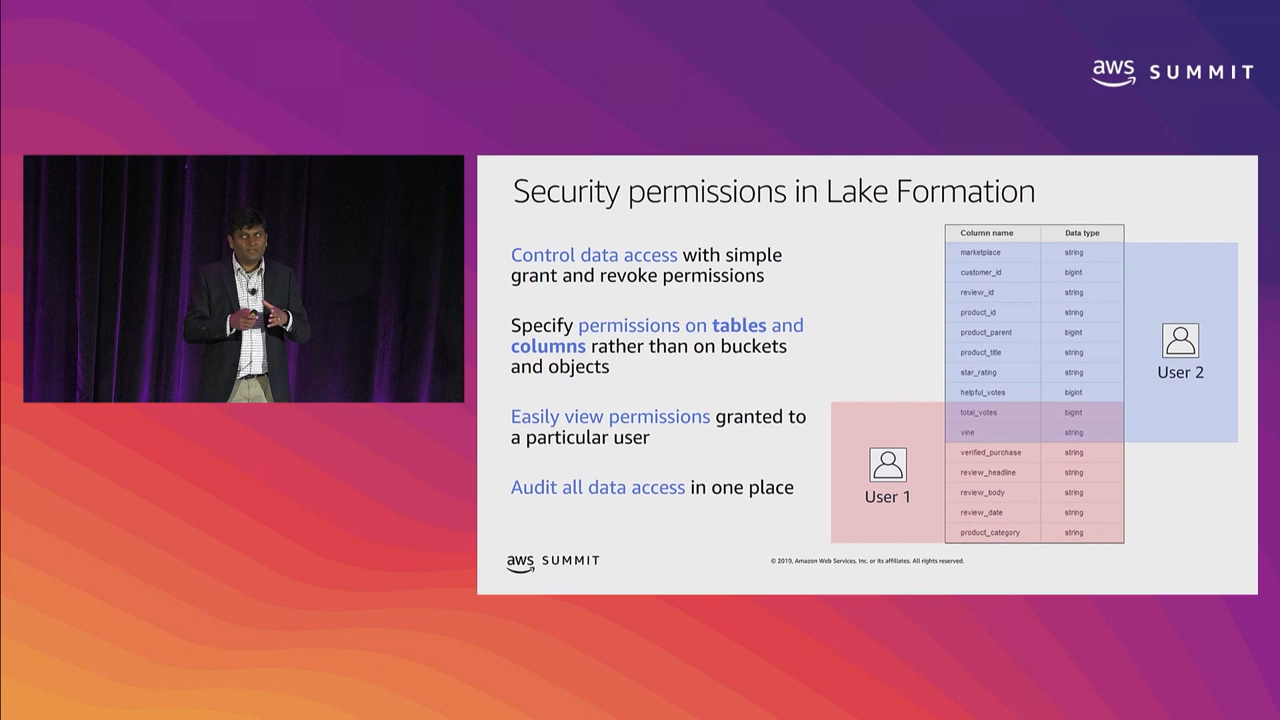 aws SUMMIT
Security permissions in Lake Formation
Control data access with simple
grant and revoke permissions
Specify permissions on tables and
columns rather than on buckets
and objects
Easily view permissions granted to
a particular user
Audit all data access in one place
Column name Data type
marketplace string
customer_id bigint
review_id string
product_id string
product_parent bigint
product_title string
star_rating string
helpful_votes bigint
total_votes bigint
vine string
verified_purchase string
review_headline string
review_body string
review_date string
product_category string
User 2
User 1
aws SUMMIT
© 2019, Amazon Web Services, Inc. or its affiliates. All rights reserved.